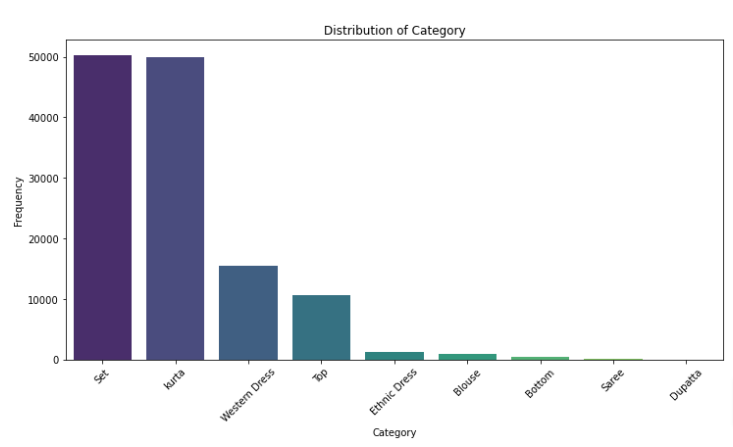 Distribution of Category
50000
40000
30000
20000
10000
0
Frequency
Set
kurta
Western Dress
Top
Ethnic Dress
Blouse
Bottom
Saree
Dupatta
Category